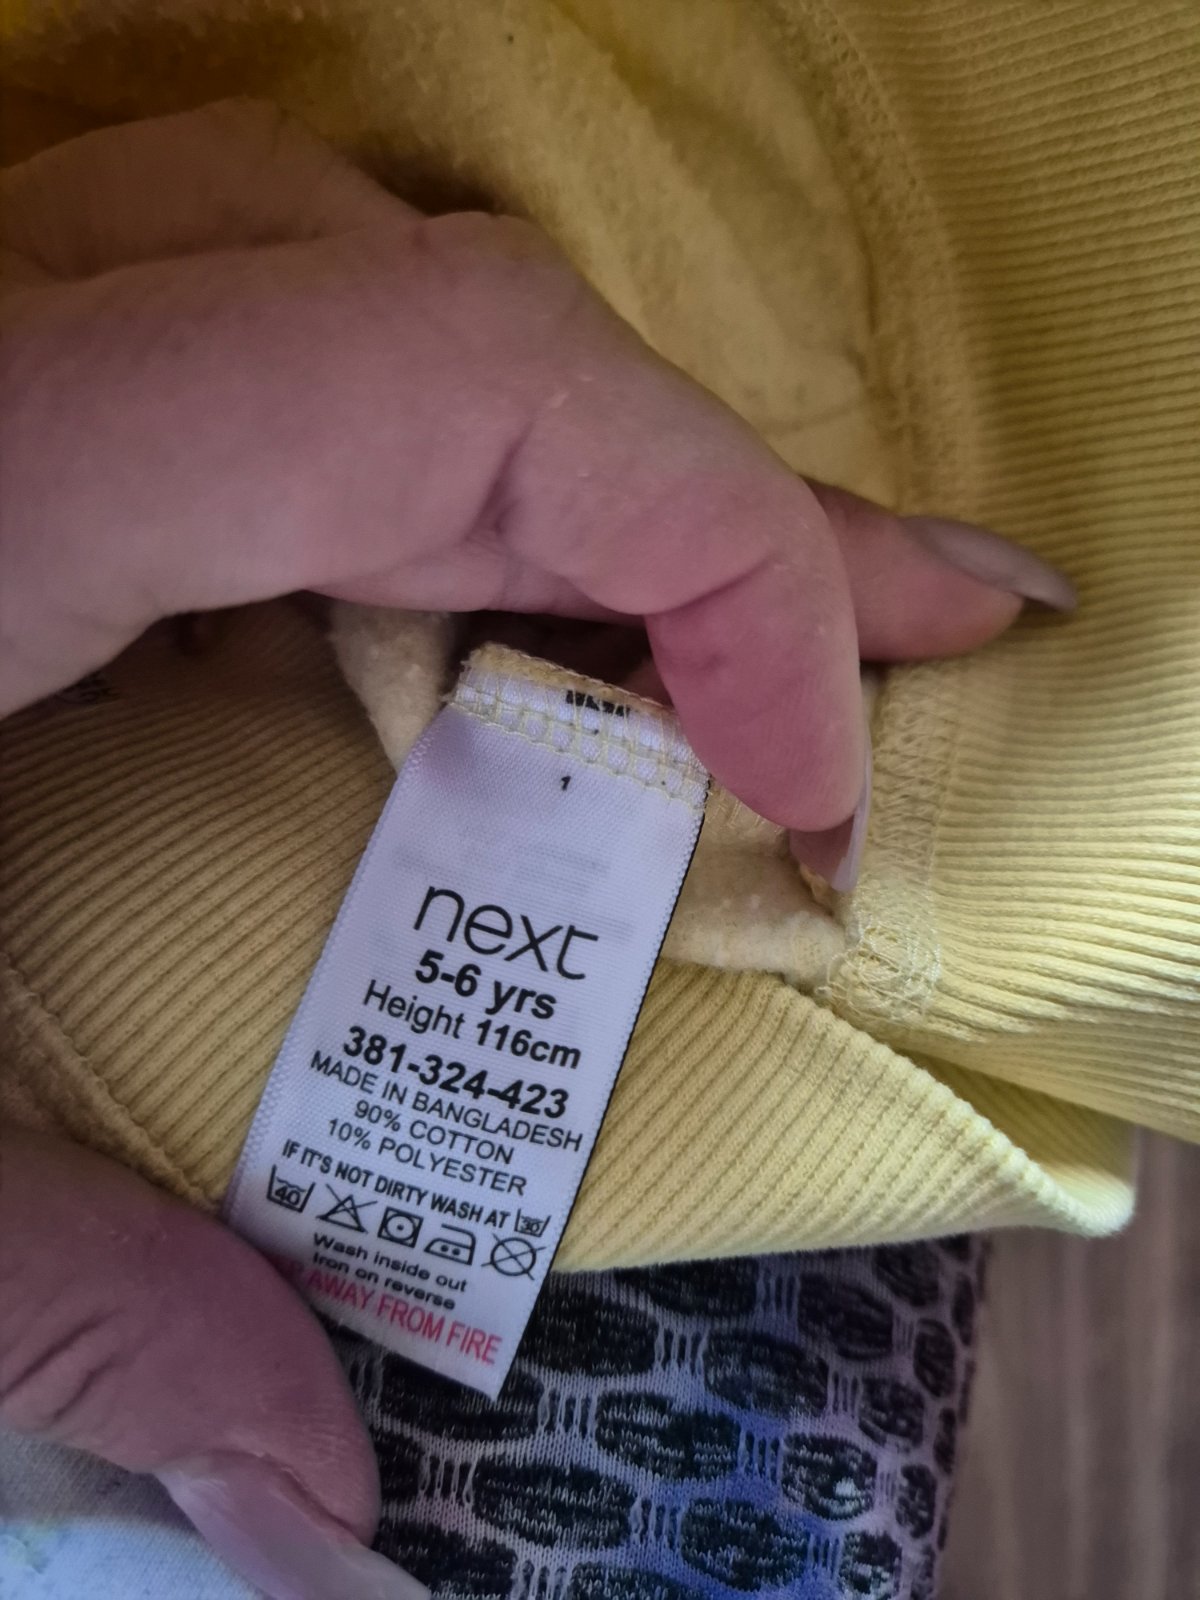 1
next
5-6 yrs
Height 116cm
381-324-423
MADE IN BANGLADESH
90% COTTON
10% POLYESTER
IF IT'S NOT DIRTY WASH AT 30
40
Wash inside out
Iron on reverse
AWAY FROM FIRE